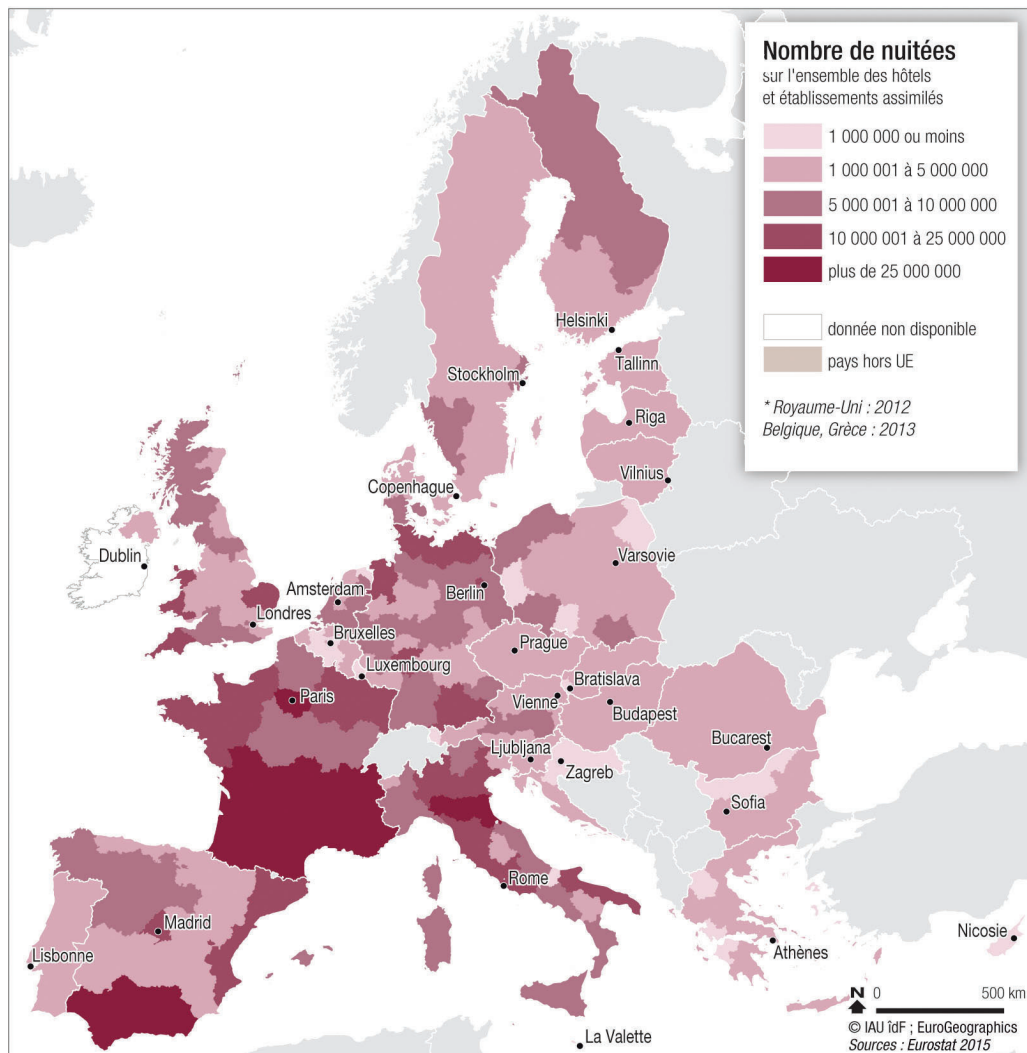 Nombre de nuitées
sur l'ensemble des hôtels
et établissements assimilés
1 000 000 ou moins
1 000 001 à 5 000 000
5 000 001 à 10 000 000
10 000 001 à 25 000 000
plus de 25 000 000
donnée non disponible
pays hors UE
* Royaume-Uni : 2012
Belgique, Grèce : 2013
Helsinki
Tallinn
Stockholm
Riga
Vilnius
Copenhague
Dublin
Varsovie
Amsterdam
Berlin
Londres
Bruxelles
Prague
Luxembourg
Bratislava
Paris
Vienne
Budapest
Bucarest
Ljubljana
Zagreb
Sofia
Rome
Madrid
Nicosie
Lisbonne
Athènes
N
0
500 km
La Valette
© IAU îdF ; EuroGeographics
Sources : Eurostat 2015